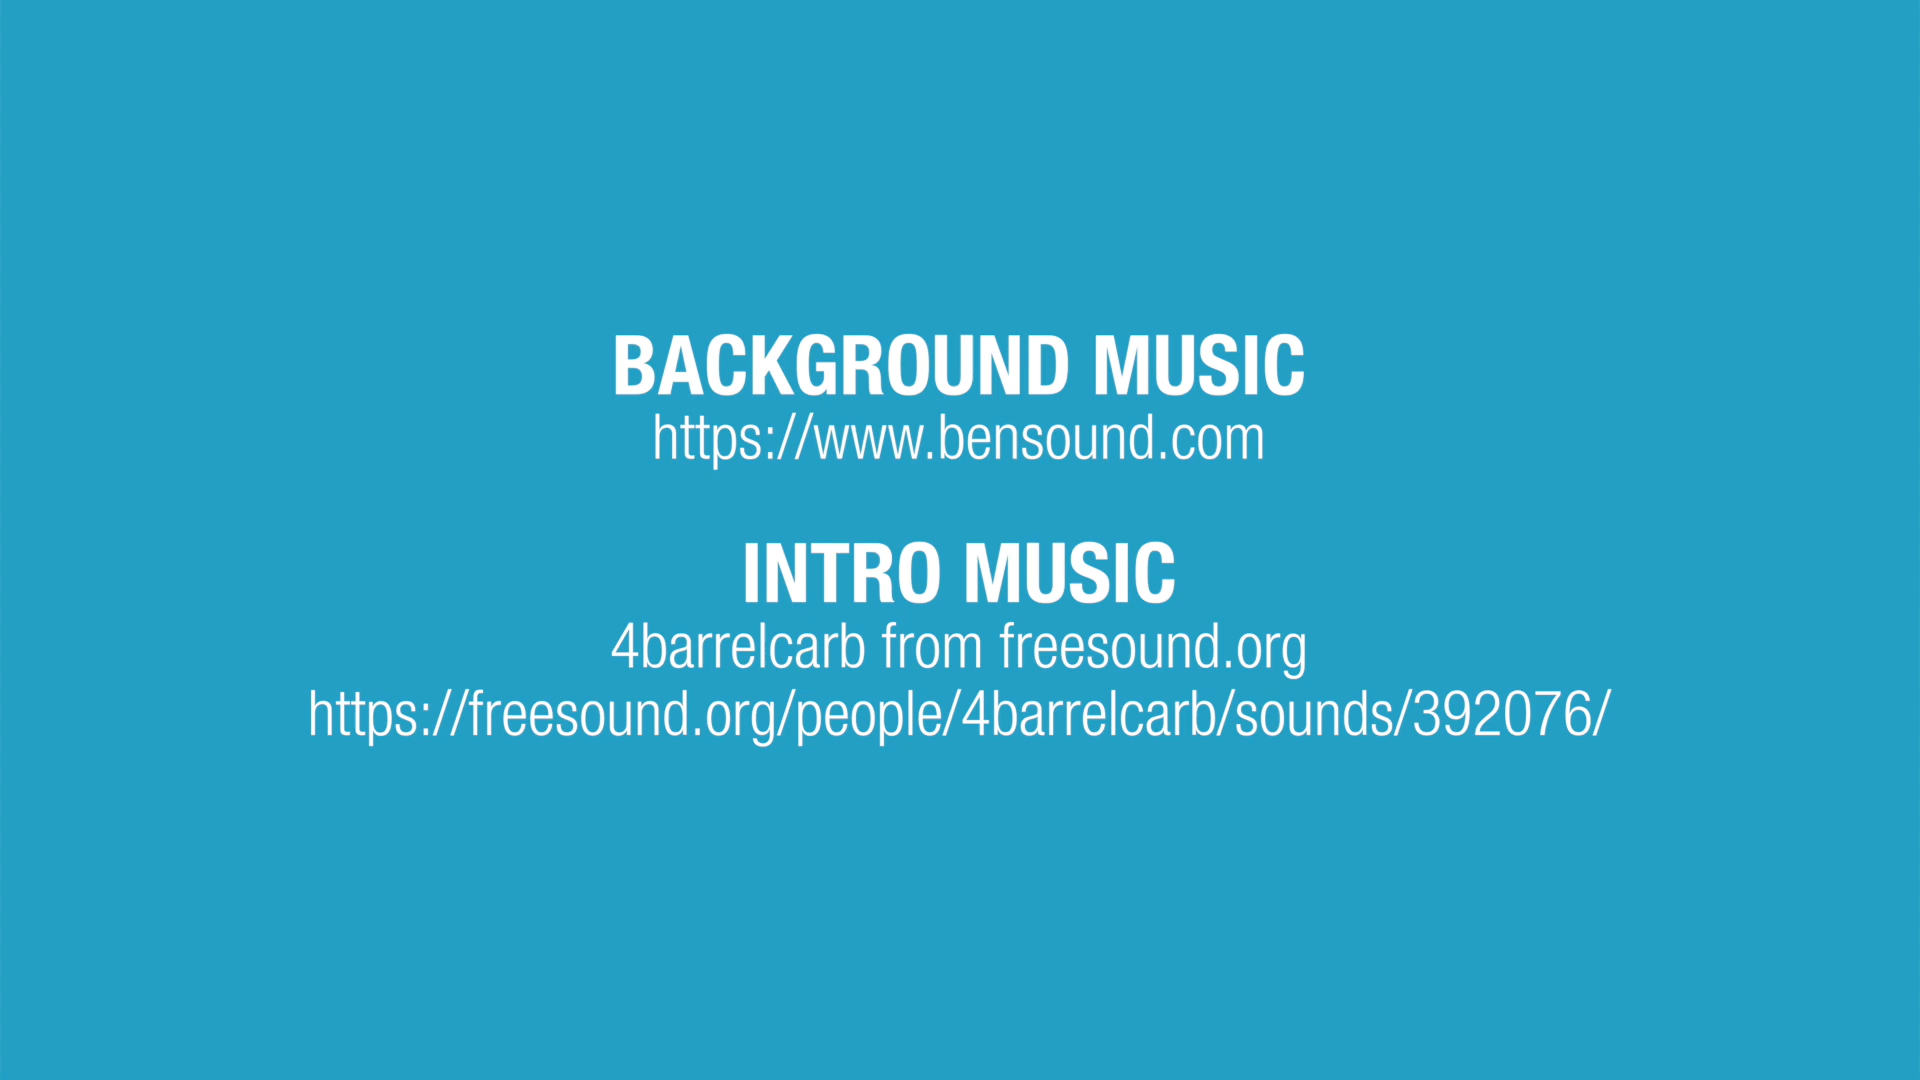 BACKGROUND MUSIC
https://www.bensound.com
INTRO MUSIC
4barrelcarb from freesound.org
https://freesound.org/people/4barrelcarb/sounds/392076/